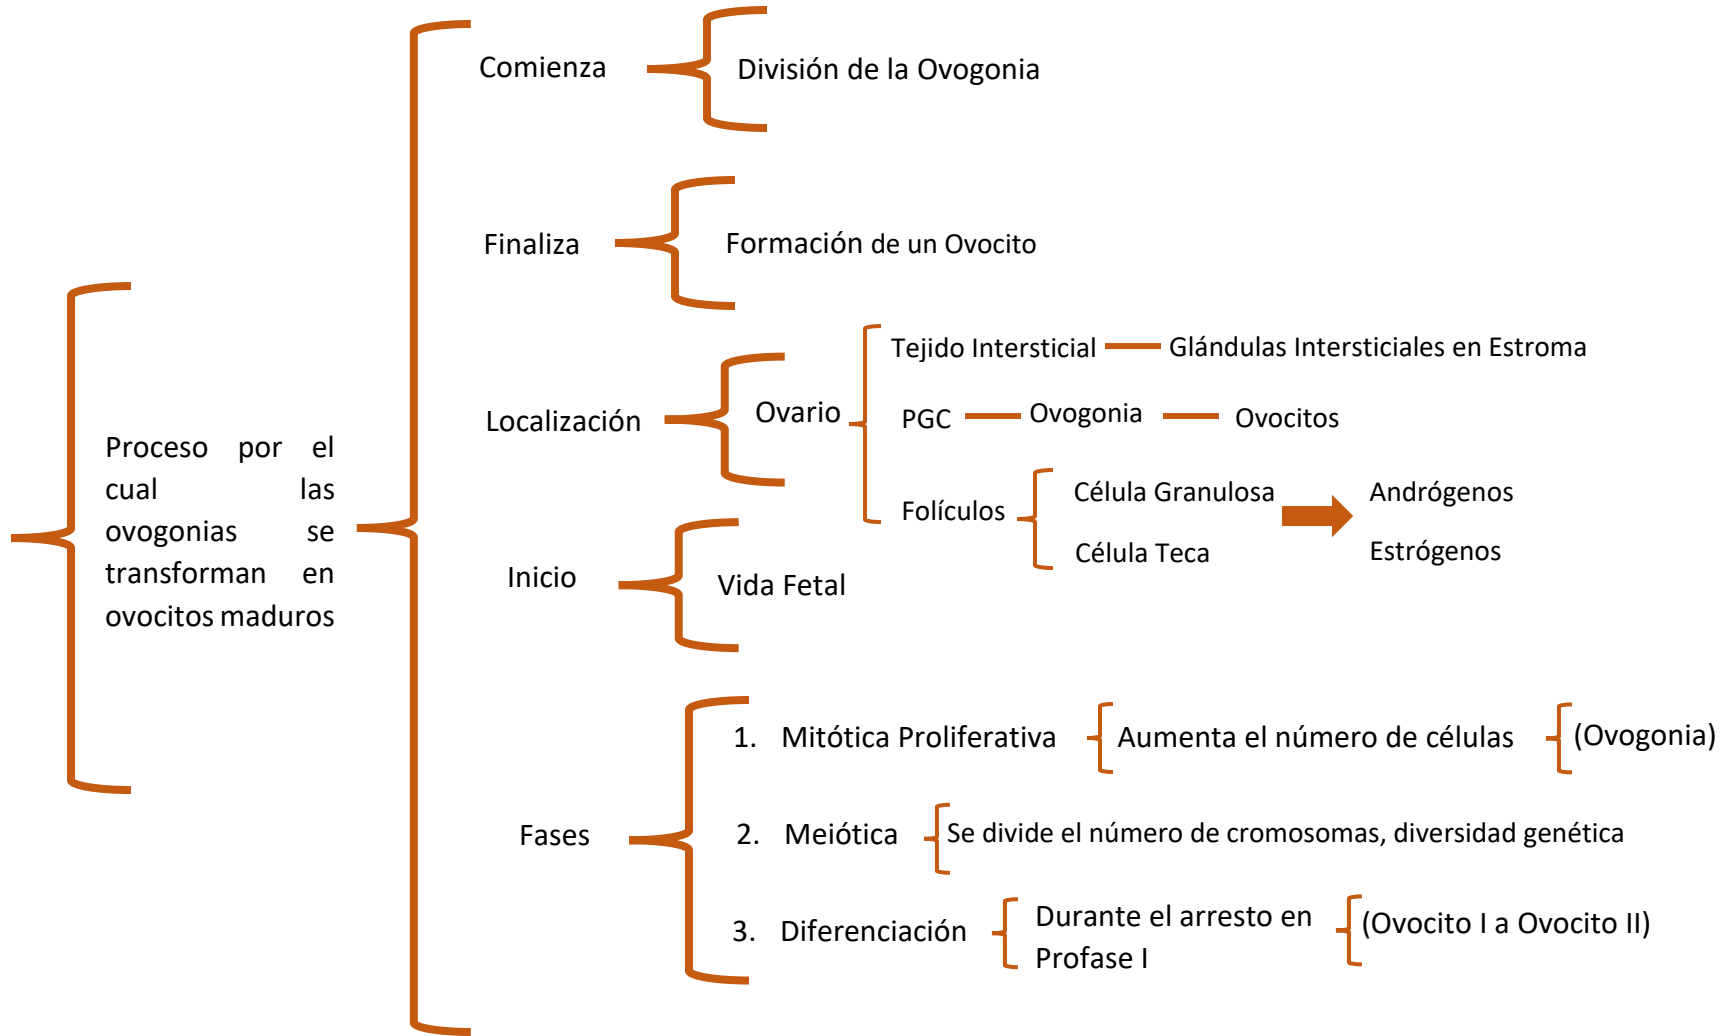 Proceso por el
cual las
ovogonias se
transforman en
ovocitos maduros
Comienza
División de la Ovogonia
Finaliza
Formación de un Ovocito
Localización
Ovario
Tejido Intersticial
Glándulas Intersticiales en Estroma
PGC
Ovogonia
Ovocitos
Folículos
Célula Granulosa
Célula Teca
Andrógenos
Estrógenos
Inicio
Vida Fetal
Fases
1. Mitótica Proliferativa
Aumenta el número de células
(Ovogonia)
2. Meiótica
Se divide el número de cromosomas, diversidad genética
3. Diferenciación
Durante el arresto en
Profase I
(Ovocito I a Ovocito II)